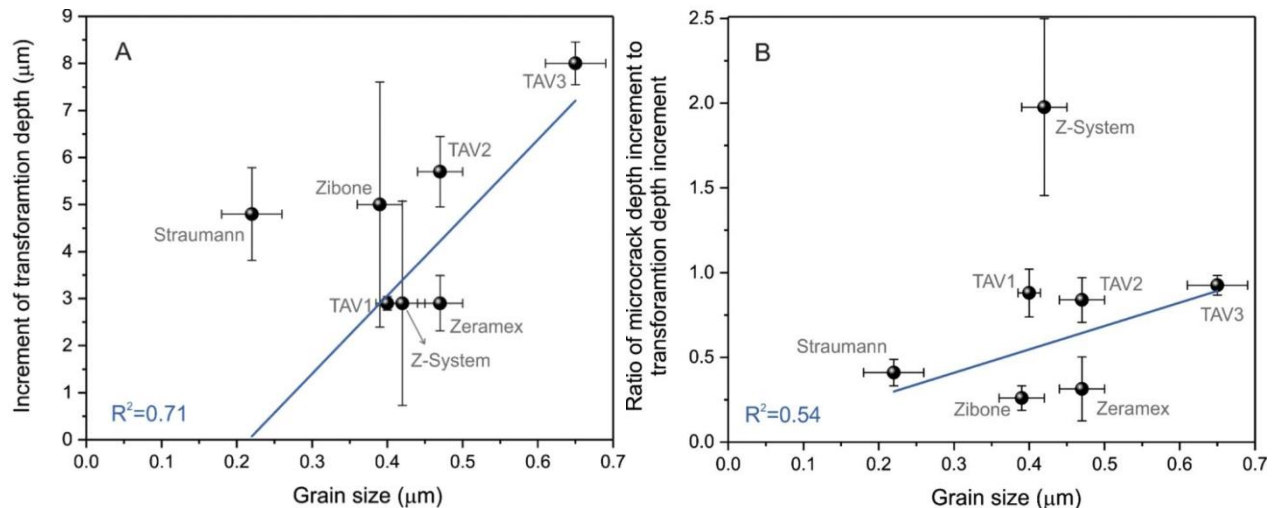 A
Increment of transforamtion depth (μm)
9
8
7
6
5
4
3
2
1
0
TAV3
TAV2
Zibone
Straumann
TAV1
Zeramex
Z-System
R²=0.71
0.0 0.1 0.2 0.3 0.4 0.5 0.6 0.7
Grain size (μm)
B
Ratio of microcrack depth increment to
transforamtion depth increment
2.5
2.0
1.5
1.0
0.5
0.0
Z-System
TAV1
TAV2
TAV3
Straumann
Zibone
Zeramex
R²=0.54
0.0 0.1 0.2 0.3 0.4 0.5 0.6 0.7
Grain size (μm)